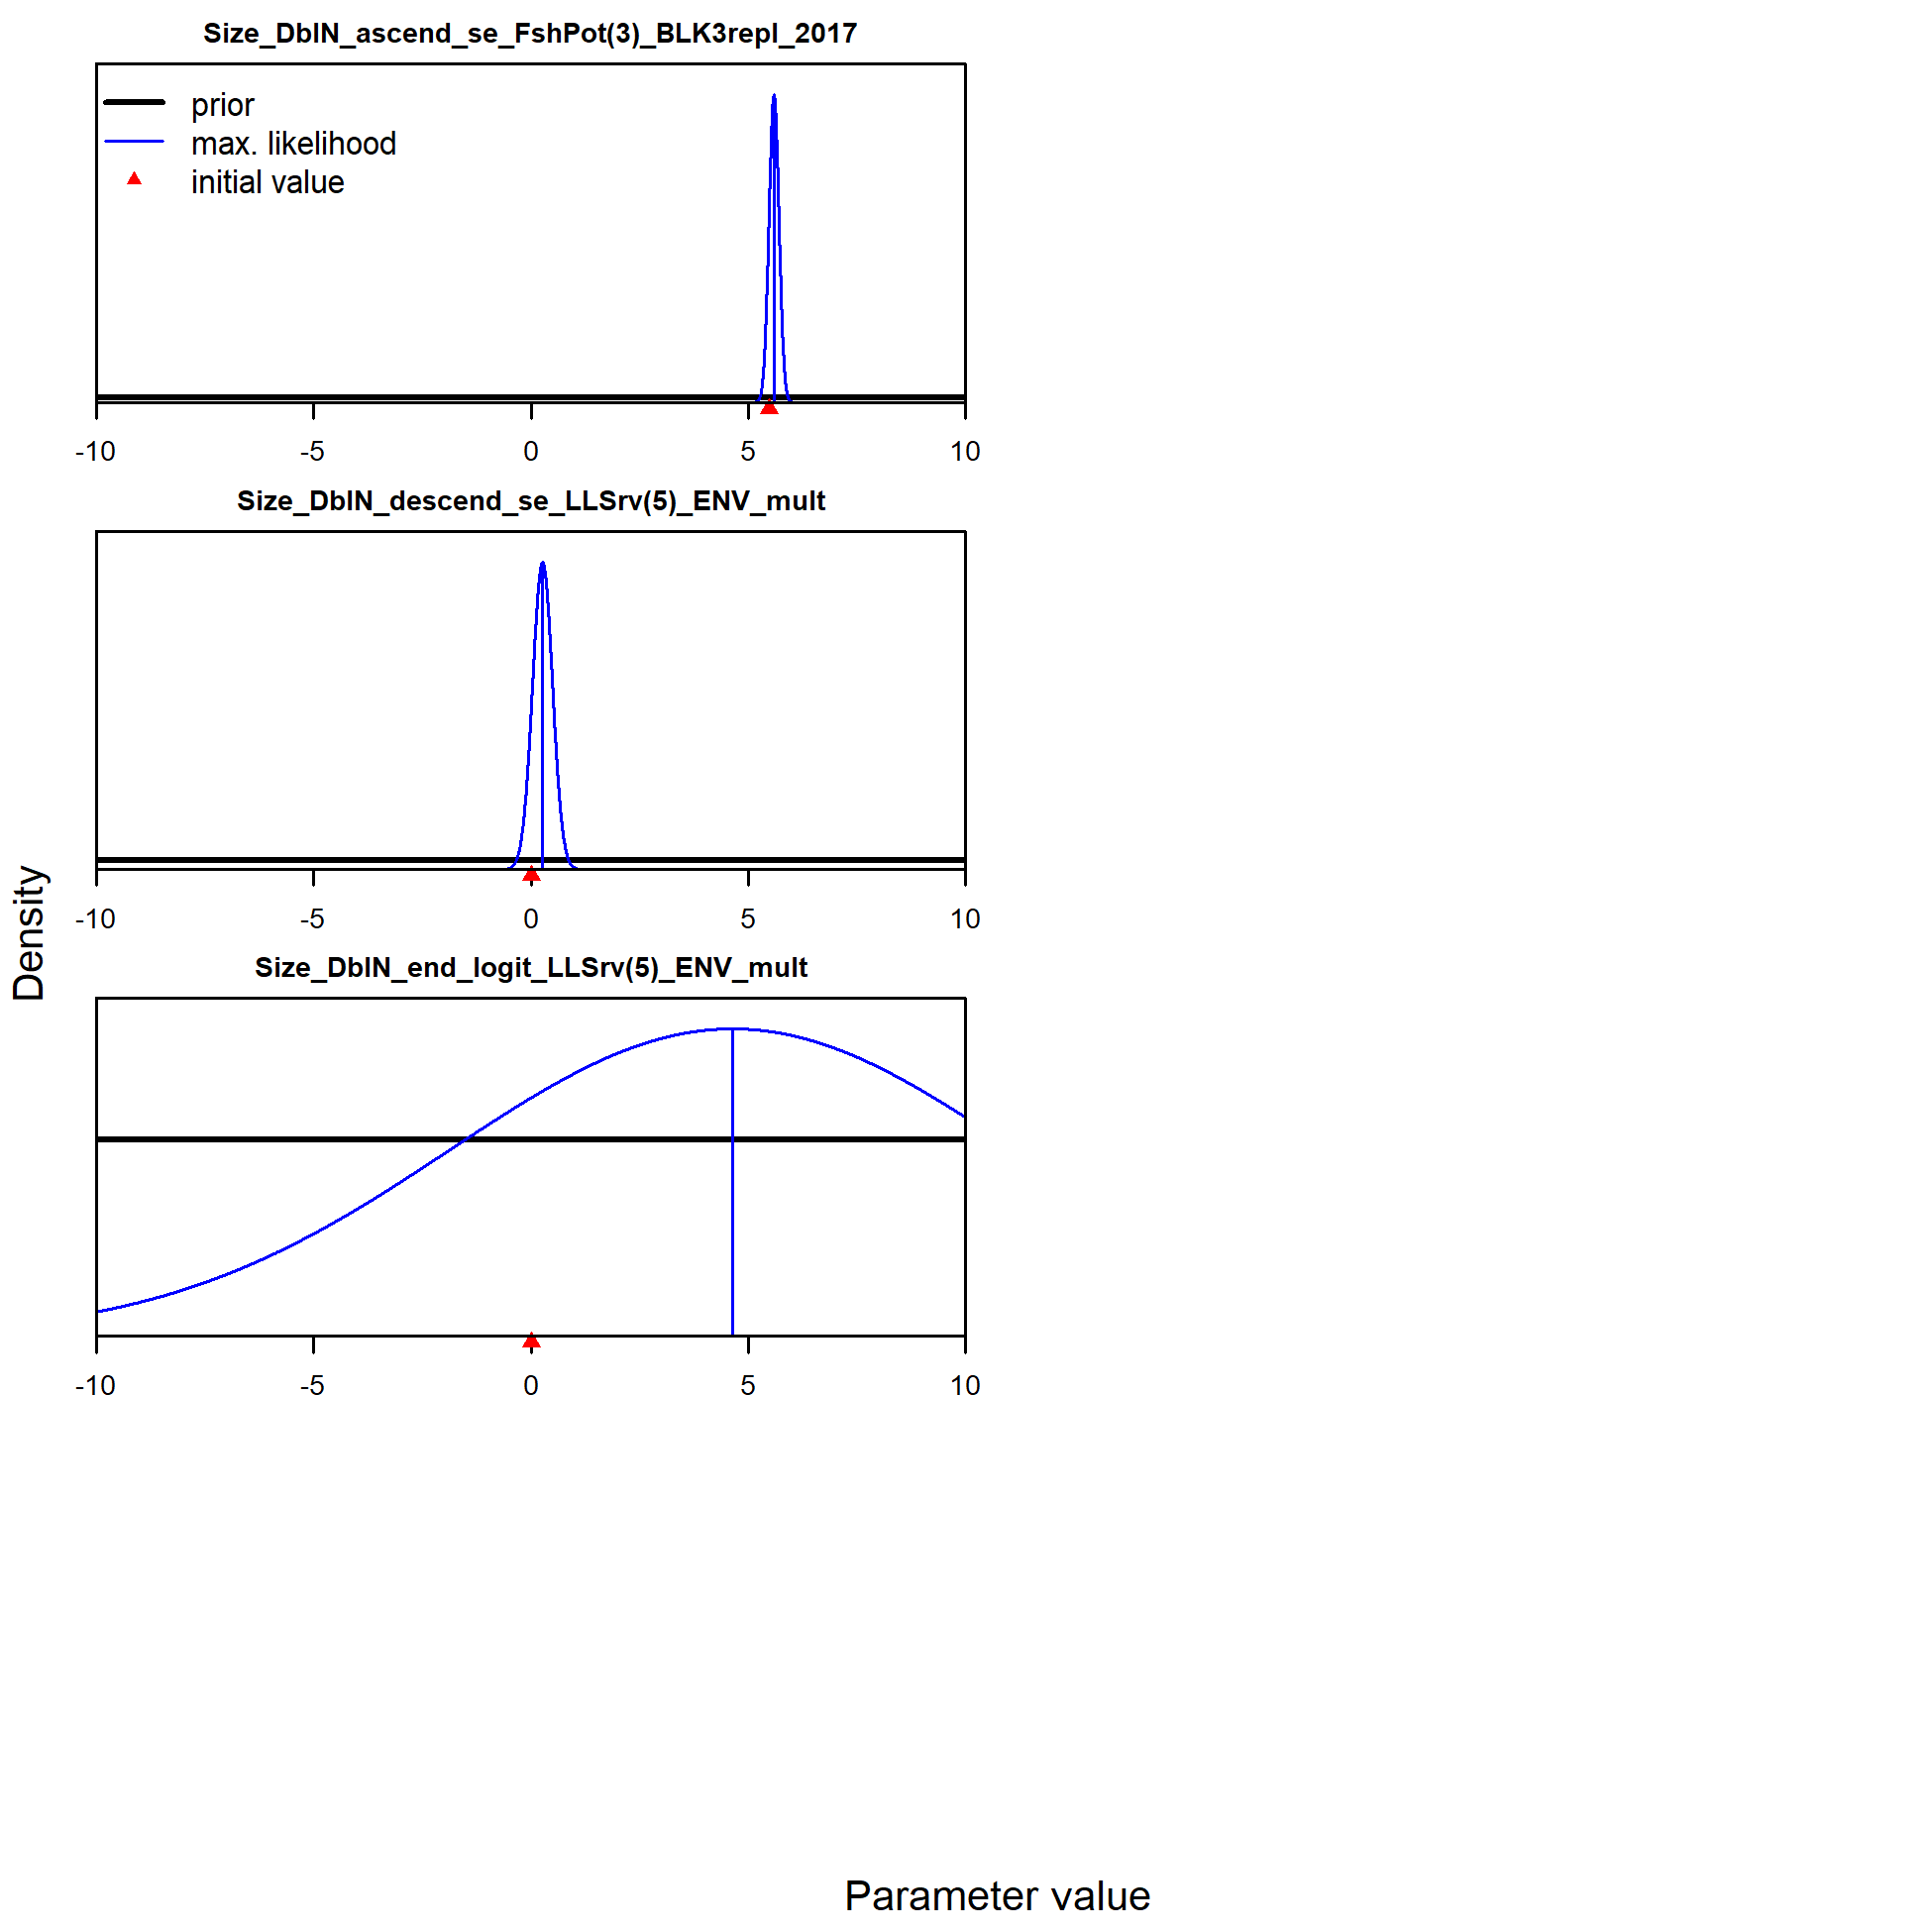 Size_DblN_ascend_se_FshPot(3)_BLK3repl_2017
prior
max. likelihood
initial value
-10 -5 0 5 10
Size_DblN_descend_se_LLSrv(5)_ENV_mult
-10 -5 0 5 10
Size_DblN_end_logit_LLSrv(5)_ENV_mult
-10 -5 0 5 10
Density
Parameter value